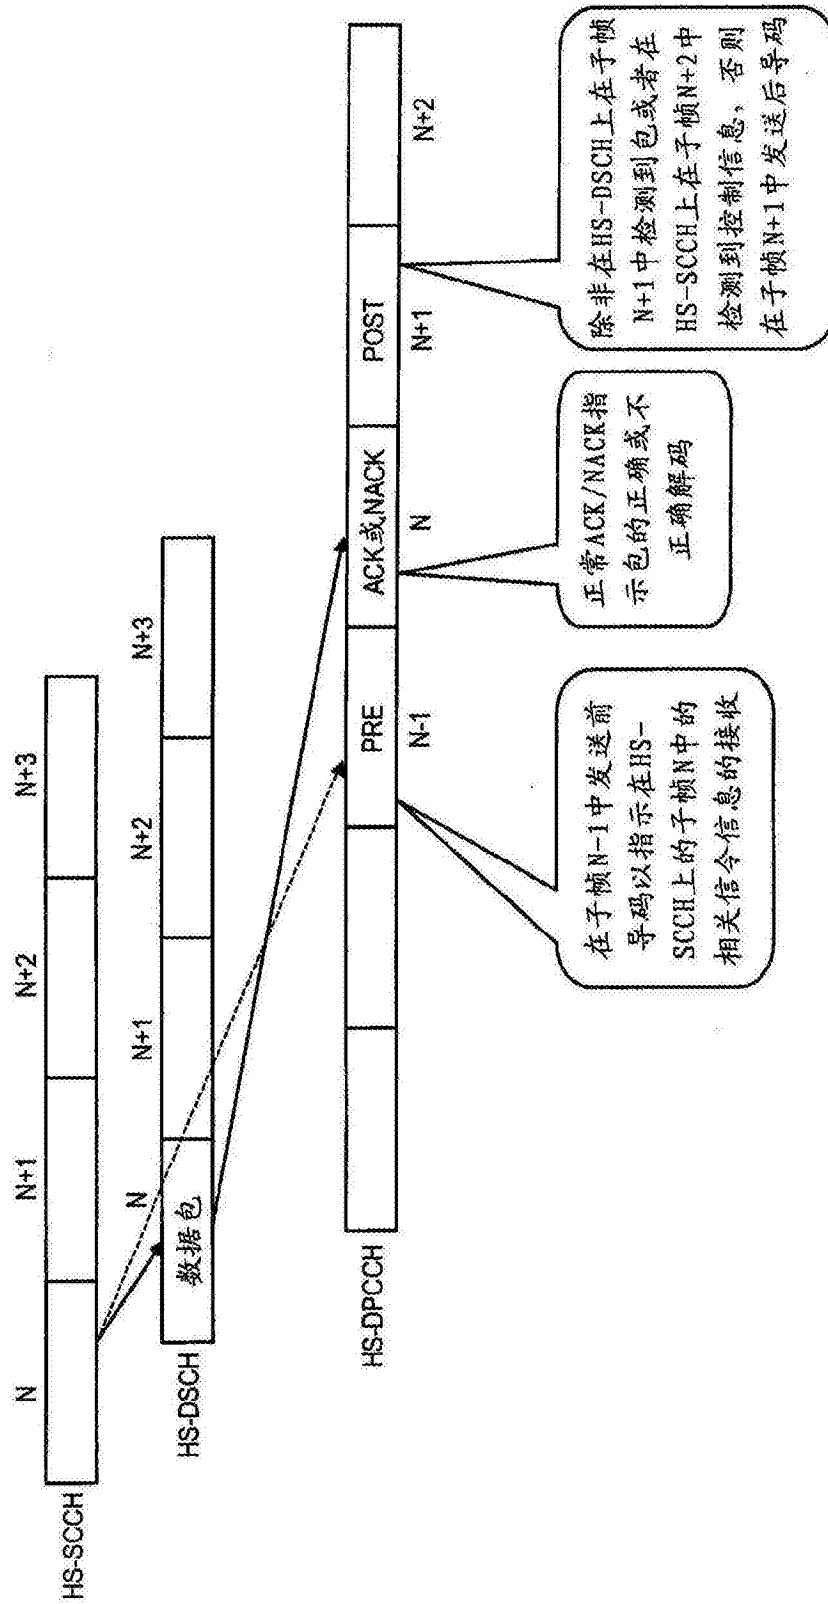 N
N+1
N+2
N+3
HS-SCCH
N
N+1
N+2
N+3
数据包
HS-DSCH
PRE
ACK或NACK
POST
HS-DPCCH
N-1
N
N+1
N+2
在子帧N-1中发送前
导码以指示在HS-
SCCH上的子帧N中的
相关信令信息的接收
正常ACK/NACK指
示包的正确或不
正确解码
除非在HS-DSCH上在子帧
N+1中检测到包或者在
HS-SCCH上在子帧N+2中
检测到控制信息，否则
在子帧N+1中发送后导码